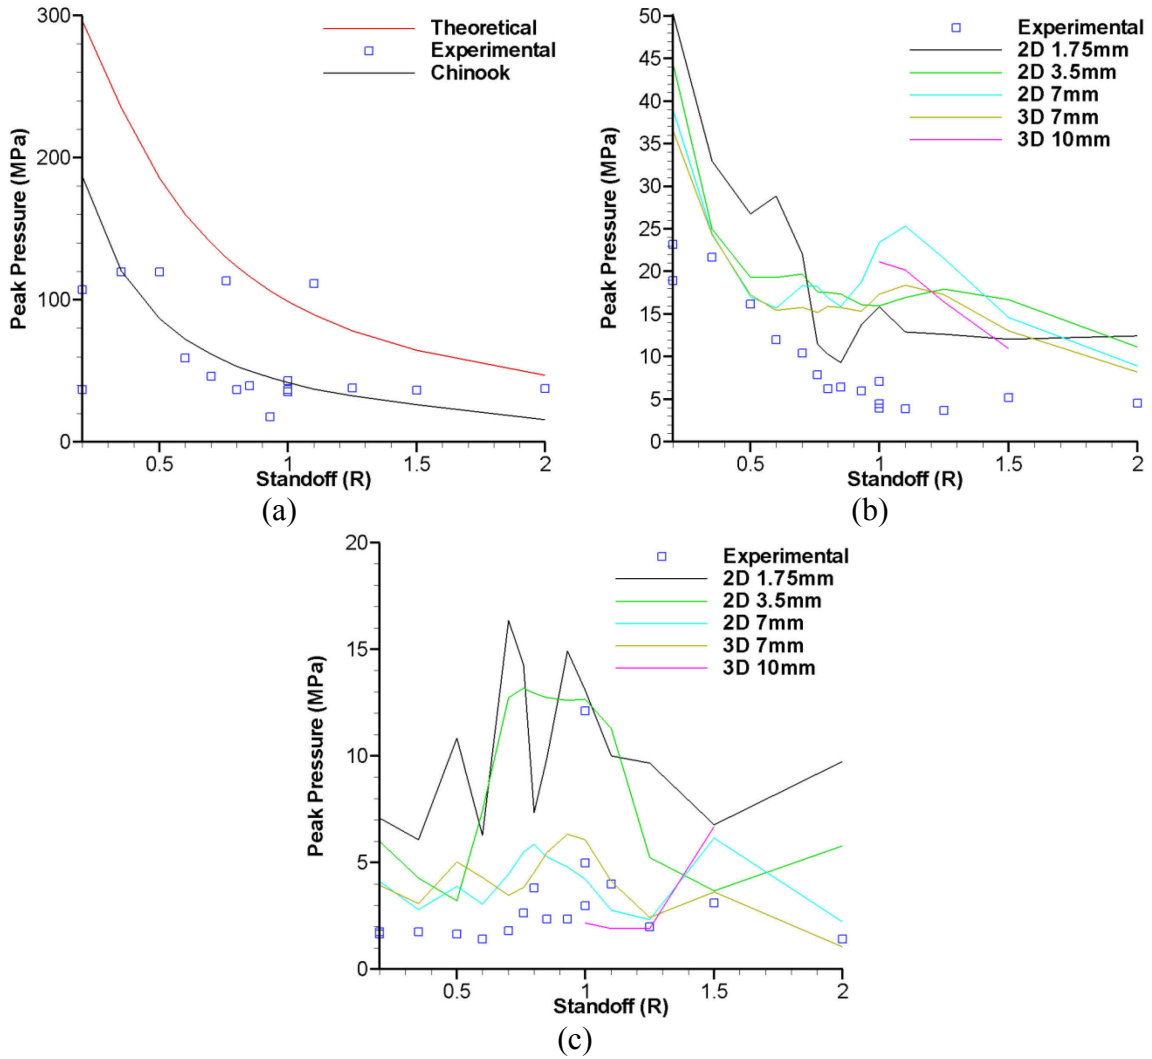 300
200
100
0
Peak Pressure (MPa)
0.5
1
1.5
2
Standoff (R)
Theoretical
Experimental
Chinook
(a)
50
45
40
35
30
25
20
15
10
5
0
Peak Pressure (MPa)
0.5
1
1.5
2
Standoff (R)
Experimental
2D 1.75mm
2D 3.5mm
2D 7mm
3D 7mm
3D 10mm
(b)
20
15
10
5
0
Peak Pressure (MPa)
0.5
1
1.5
2
Standoff (R)
Experimental
2D 1.75mm
2D 3.5mm
2D 7mm
3D 7mm
3D 10mm
(c)